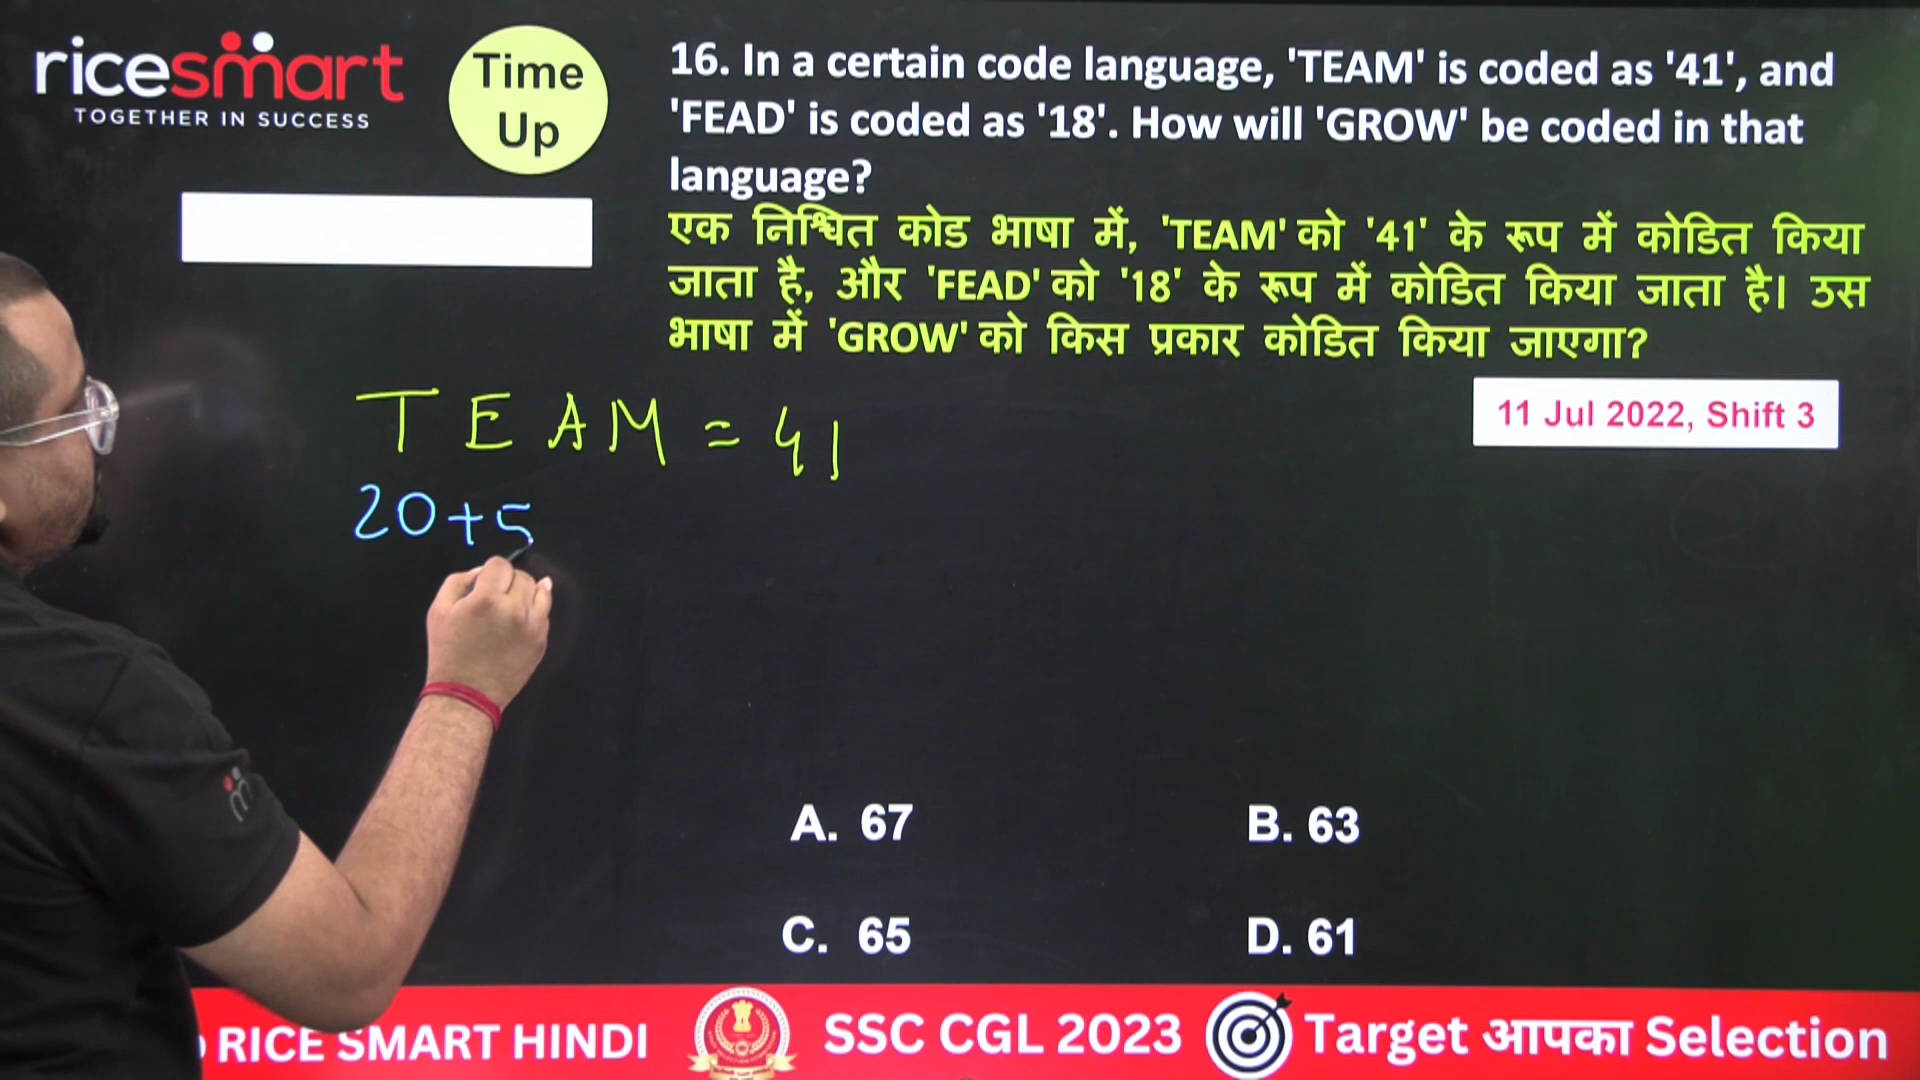 ricesmart
TOGETHER IN SUCCESS
Time
Up
16. In a certain code language, 'TEAM' is coded as '41', and
'FEAD' is coded as '18'. How will 'GROW' be coded in that
language?
एक निश्चित कोड भाषा में, 'TEAM' को '41' के रूप में कोडित किया
जाता है, और 'FEAD' को '18' के रूप में कोडित किया जाता है। उस
भाषा में 'GROW' को किस प्रकार कोडित किया जाएगा?
11 Jul 2022, Shift 3
TEAM = 41
20+5
A. 67
B. 63
C. 65
D. 61
RICE SMART HINDI
SSC CGL 2023
Target आपका Selection